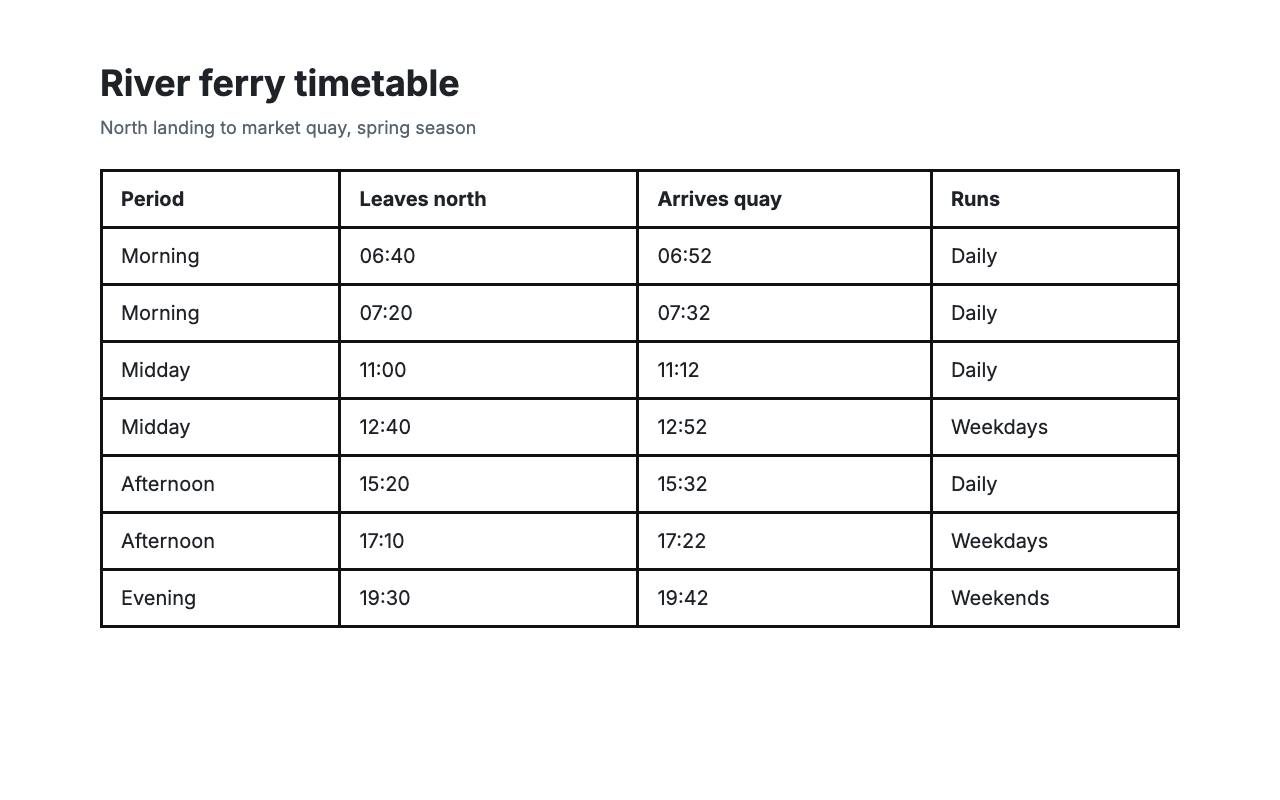 River ferry timetable
North landing to market quay, spring season
Period Leaves north Arrives quay Runs
Morning 06:40 06:52 Daily
Morning 07:20 07:32 Daily
Midday 11:00 11:12 Daily
Midday 12:40 12:52 Weekdays
Afternoon 15:20 15:32 Daily
Afternoon 17:10 17:22 Weekdays
Evening 19:30 19:42 Weekends